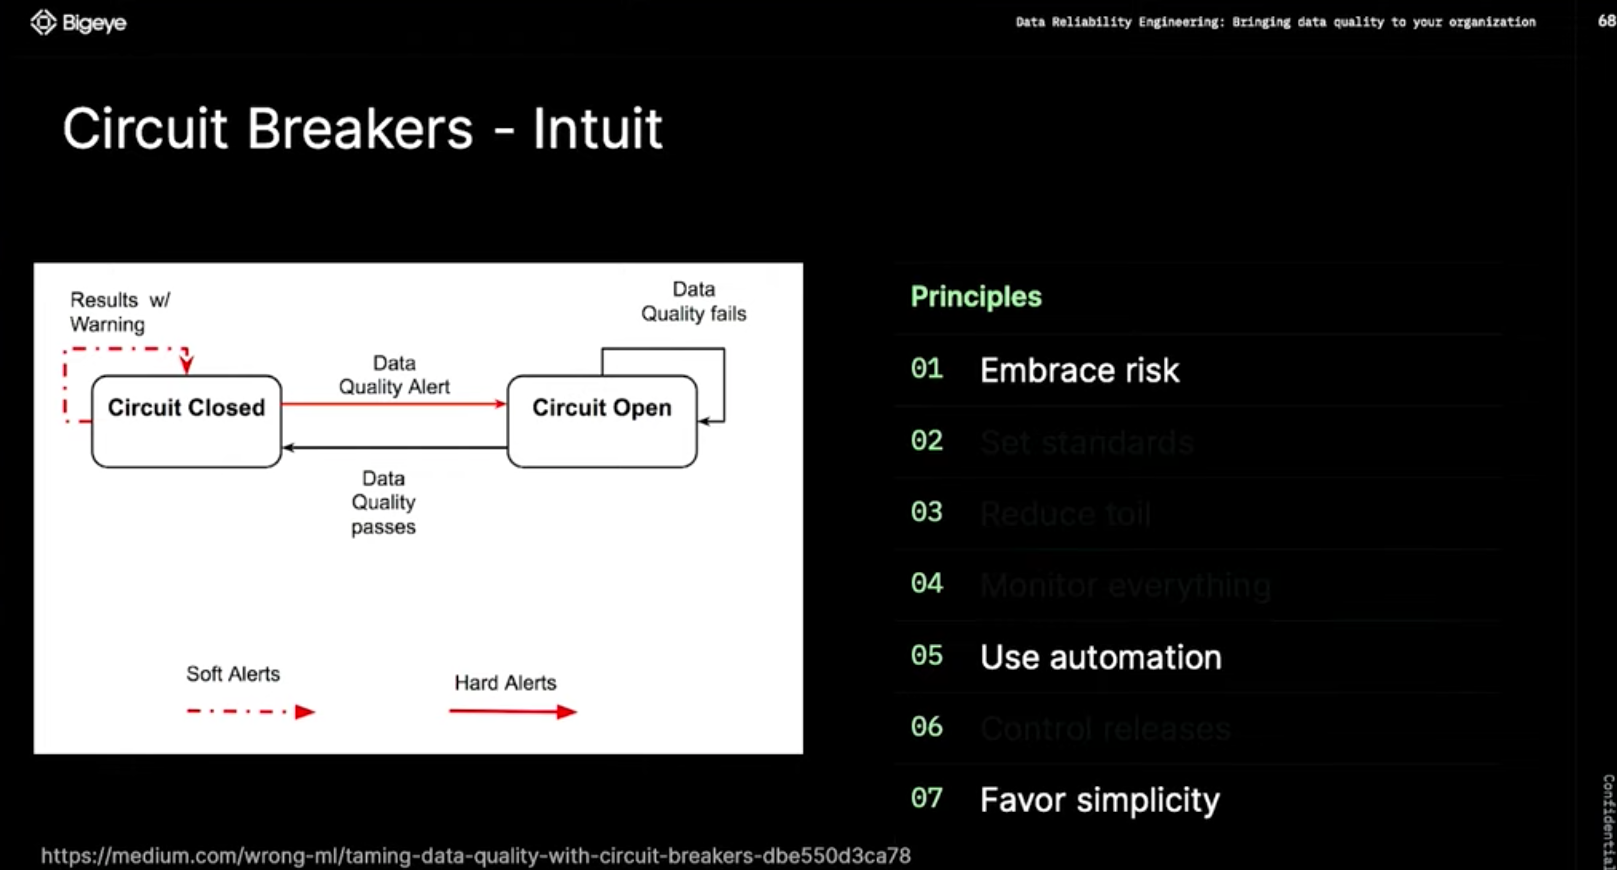 Bigeye
Data Reliability Engineering: Bringing data quality to your organization
68
Circuit Breakers - Intuit
Results w/
Warning
Data
Quality Alert
Data
Quality fails
Circuit Closed
Circuit Open
Data
Quality
passes
Soft Alerts
Hard Alerts
Principles
01 Embrace risk
02 Set standards
03 Reduce toil
04 Monitor everything
05 Use automation
06 Control releases
07 Favor simplicity
https://medium.com/wrong-ml/taming-data-quality-with-circuit-breakers-dbe550d3ca78
Confidential